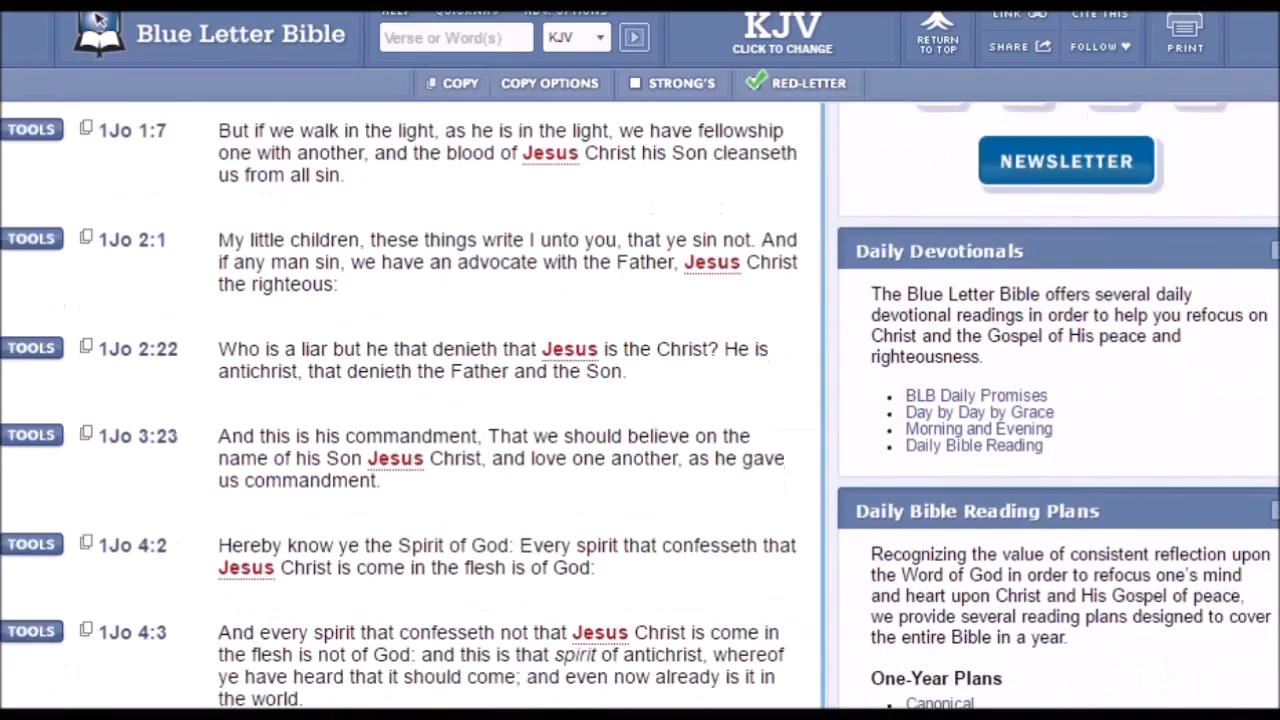 HELP QUICKNAV ADV. OPTIONS
Blue Letter Bible
Verse or Word(s)
KJV
KJV
CLICK TO CHANGE
RETURN
TO TOP
LINK
CITE THIS
SHARE
FOLLOW
PRINT
COPY
COPY OPTIONS
STRONG'S
RED-LETTER
TOOLS
1Jo 1:7
But if we walk in the light, as he is in the light, we have fellowship
one with another, and the blood of Jesus Christ his Son cleanseth
us from all sin.
TOOLS
1Jo 2:1
My little children, these things write I unto you, that ye sin not. And
if any man sin, we have an advocate with the Father, Jesus Christ
the righteous:
TOOLS
1Jo 2:22
Who is a liar but he that denieth that Jesus is the Christ? He is
antichrist, that denieth the Father and the Son.
TOOLS
1Jo 3:23
And this is his commandment, That we should believe on the
name of his Son Jesus Christ, and love one another, as he gave
us commandment.
TOOLS
1Jo 4:2
Hereby know ye the Spirit of God: Every spirit that confesseth that
Jesus Christ is come in the flesh is of God:
TOOLS
1Jo 4:3
And every spirit that confesseth not that Jesus Christ is come in
the flesh is not of God: and this is that spirit of antichrist, whereof
ye have heard that it should come; and even now already is it in
the world.
NEWSLETTER
Daily Devotionals
The Blue Letter Bible offers several daily
devotional readings in order to help you refocus on
Christ and the Gospel of His peace and
righteousness.
BLB Daily Promises
Day by Day by Grace
Morning and Evening
Daily Bible Reading
Daily Bible Reading Plans
Recognizing the value of consistent reflection upon
the Word of God in order to refocus one's mind
and heart upon Christ and His Gospel of peace,
we provide several reading plans designed to cover
the entire Bible in a year.
One-Year Plans
Canonical